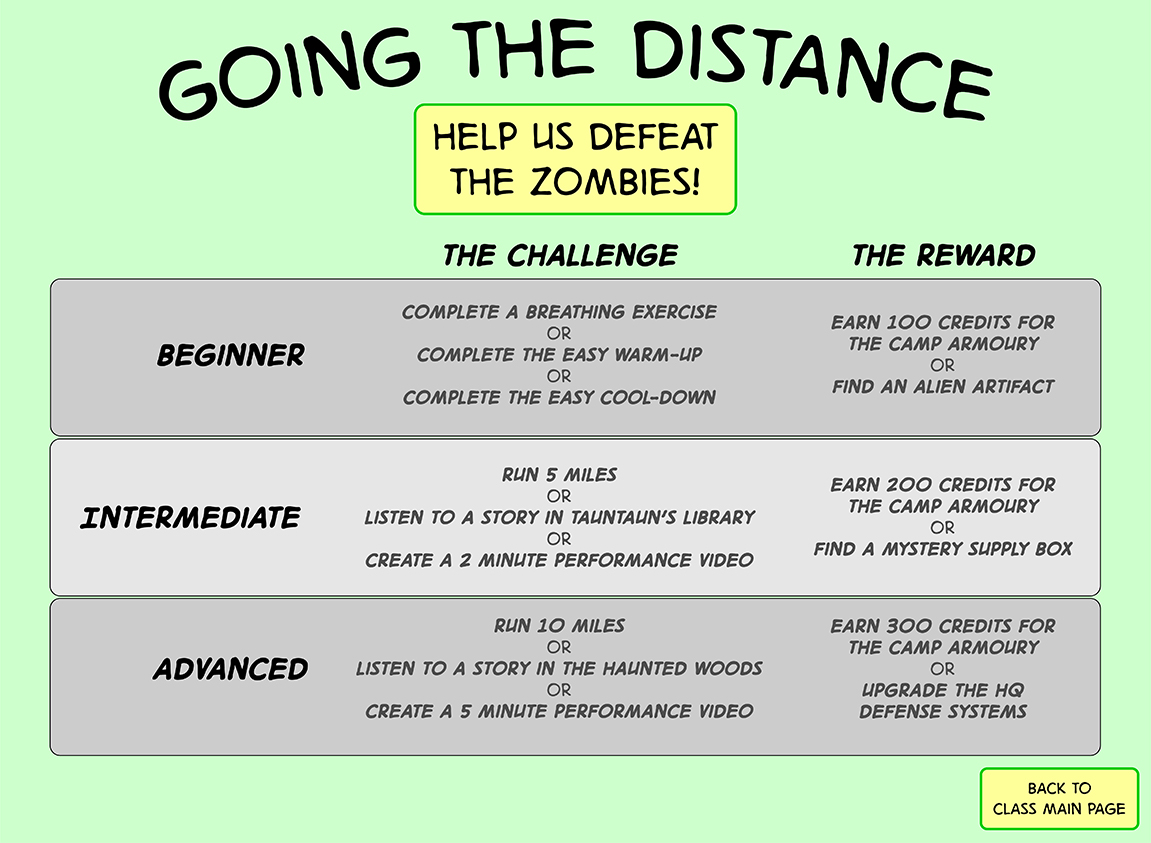 GOING THE DISTANCE
HELP US DEFEAT
THE ZOMBIES!
THE CHALLENGE
THE REWARD
BEGINNER
COMPLETE A BREATHING EXERCISE
OR
COMPLETE THE EASY WARM-UP
OR
COMPLETE THE EASY COOL-DOWN
EARN 100 CREDITS FOR
THE CAMP ARMOURY
OR
FIND AN ALIEN ARTIFACT
INTERMEDIATE
RUN 5 MILES
OR
LISTEN TO A STORY IN TAUNTAUN'S LIBRARY
OR
CREATE A 2 MINUTE PERFORMANCE VIDEO
EARN 200 CREDITS FOR
THE CAMP ARMOURY
OR
FIND A MYSTERY SUPPLY BOX
ADVANCED
RUN 10 MILES
OR
LISTEN TO A STORY IN THE HAUNTED WOODS
OR
CREATE A 5 MINUTE PERFORMANCE VIDEO
EARN 300 CREDITS FOR
THE CAMP ARMOURY
OR
UPGRADE THE HQ
DEFENSE SYSTEMS
BACK TO
CLASS MAIN PAGE